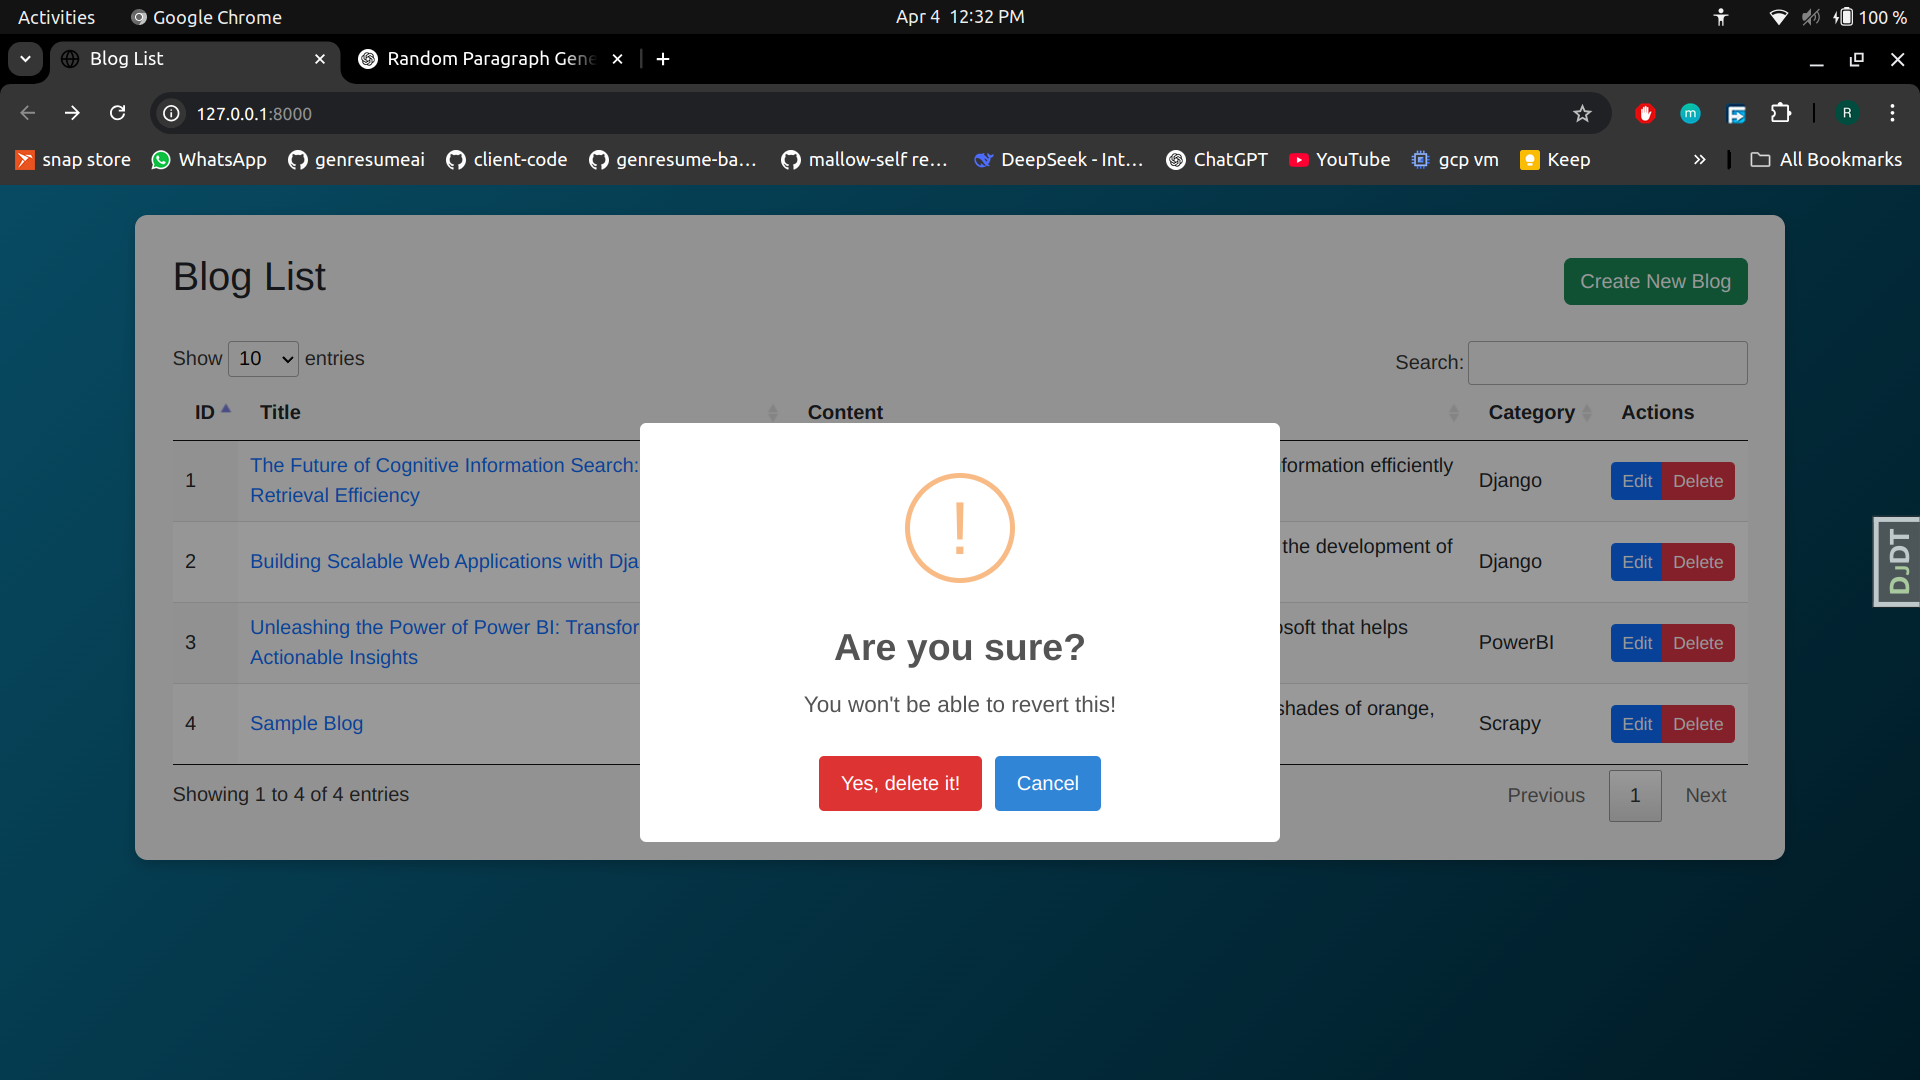 Activities Google Chrome Apr 4 12:32 PM 100 %
Blog List Random Paragraph Gene
127.0.0.1:8000 m R
snap store WhatsApp genresumeai client-code genresume-ba... mallow-self re... DeepSeek - Int... ChatGPT YouTube gcp vm Keep » All Bookmarks
Blog List Create New Blog
Show 10 entries Search:
ID Title Content Category Actions
1 The Future of Cognitive Information Search: formation efficiently Django Edit Delete
Retrieval Efficiency
2 Building Scalable Web Applications with Dja the development of Django Edit Delete
3 Unleashing the Power of Power BI: Transfor soft that helps PowerBI Edit Delete
Actionable Insights
4 Sample Blog shades of orange, Scrapy Edit Delete
Showing 1 to 4 of 4 entries Previous 1 Next
!
Are you sure?
You won't be able to revert this!
Yes, delete it! Cancel
DJDT